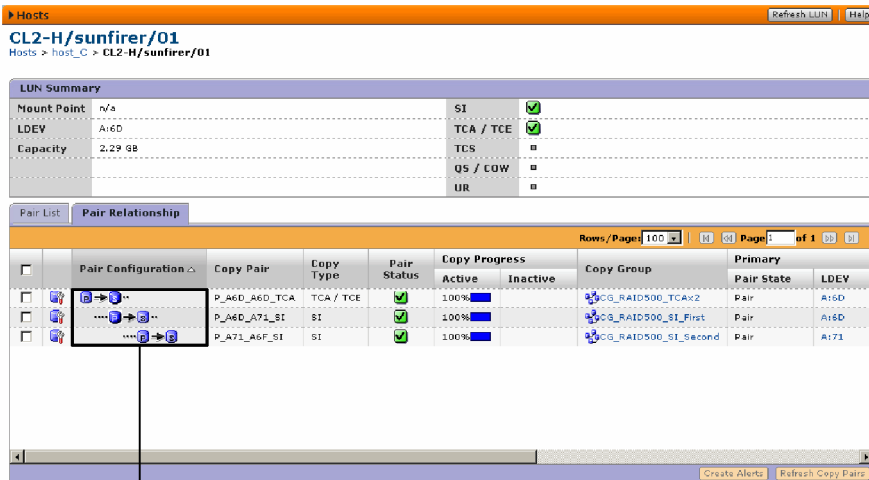 Hosts
Refresh LUN Help
CL2-H/sunfirer/01
Hosts > host_C > CL2-H/sunfirer/01
LUN Summary
Mount Point n/a SI
LDEV A:6D TCA / TCE
Capacity 2.29 GB TCS
QS / COW
UR
Pair List Pair Relationship
Rows/Page: 100 Page 1 of 1
Pair Configuration Copy Pair Copy Type Pair Status Copy Progress Copy Group Primary
Active Inactive Pair State LDEV
P S P_A6D_A6D_TCA TCA / TCE 100% CG_RAID500_TCAx2 Pair A:6D
P S P_A6D_A71_SI SI 100% CG_RAID500_SI_First Pair A:6D
P S P_A71_A6F_SI SI 100% CG_RAID500_SI_Second Pair A:71
Create Alerts Refresh Copy Pairs